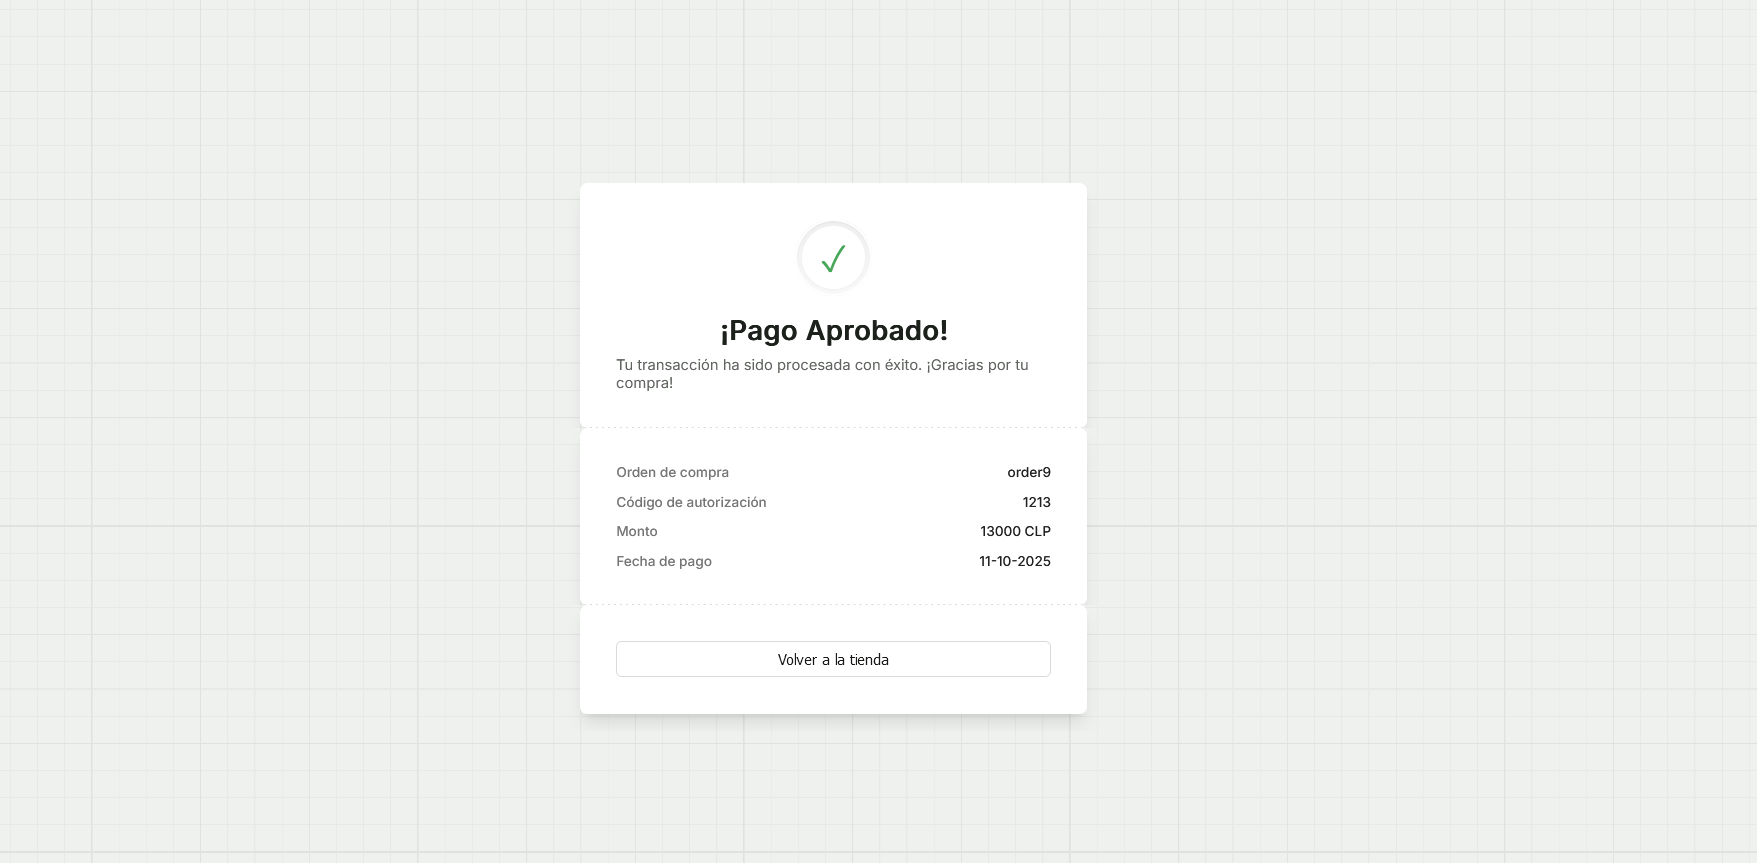 ¡Pago Aprobado!
Tu transacción ha sido procesada con éxito. ¡Gracias por tu
compra!
Orden de compra order9
Código de autorización 1213
Monto 13000 CLP
Fecha de pago 11-10-2025
Volver a la tienda